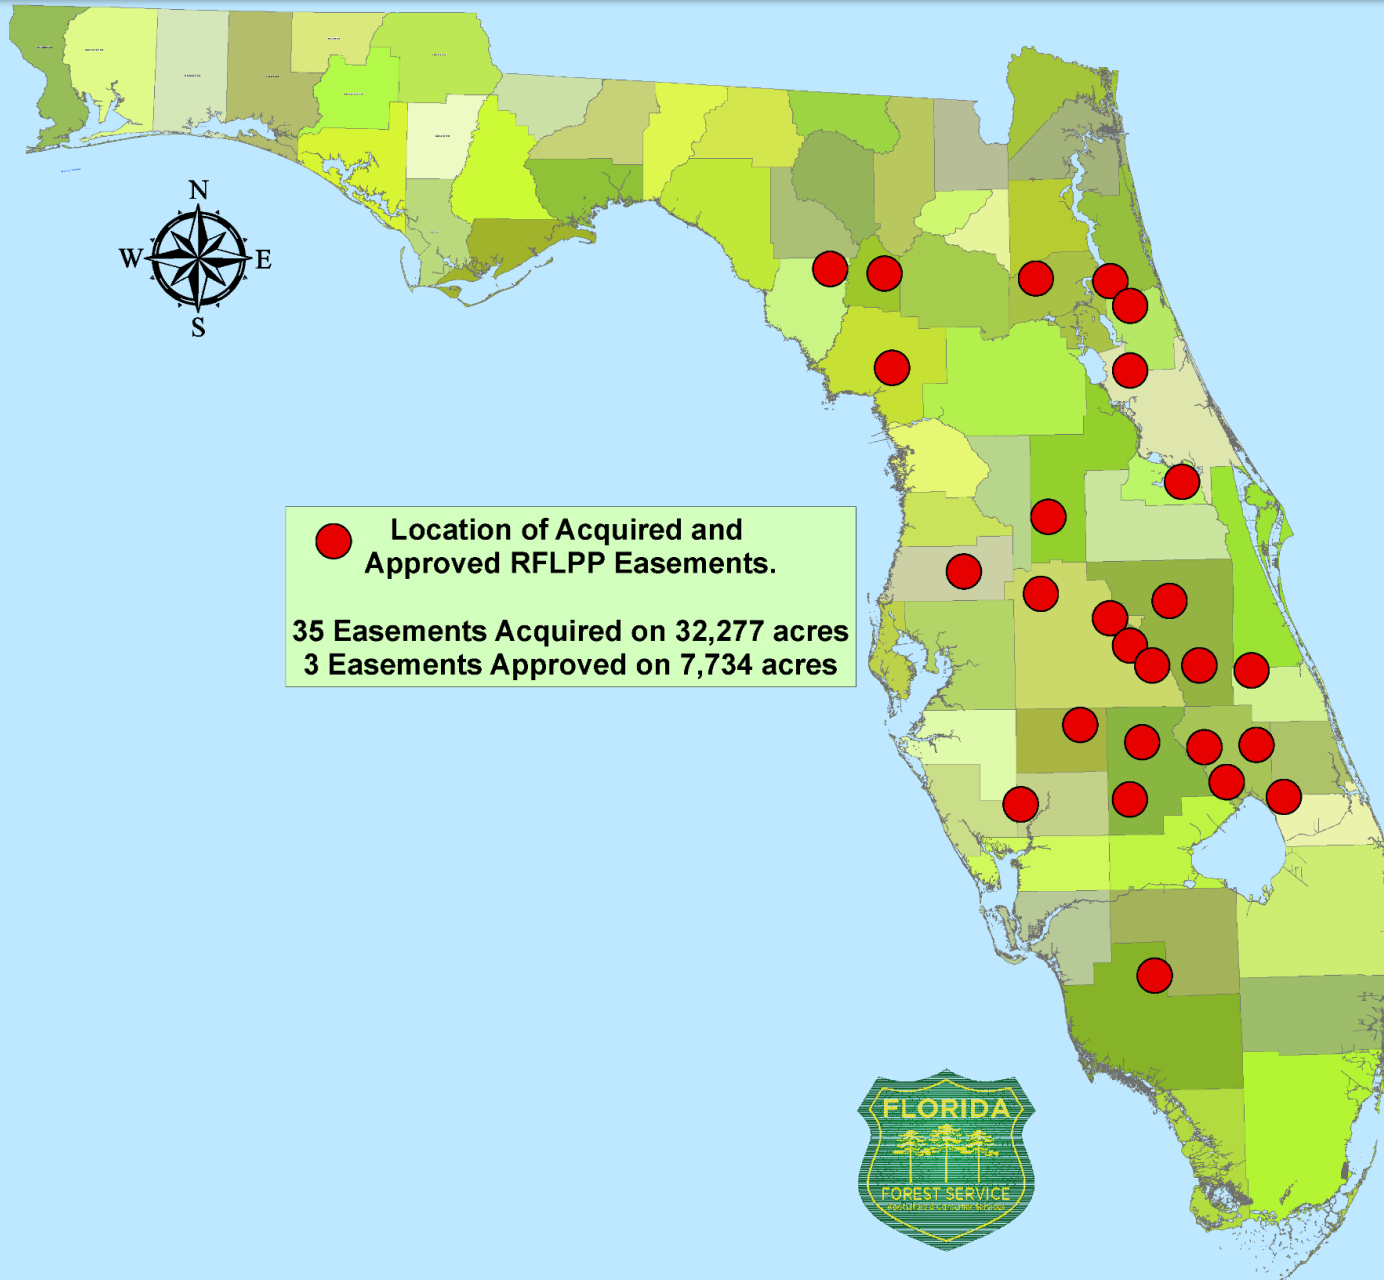 N
W E
S
Location of Acquired and
Approved RFLPP Easements.
35 Easements Acquired on 32,277 acres
3 Easements Approved on 7,734 acres
FLORIDA
FOREST SERVICE